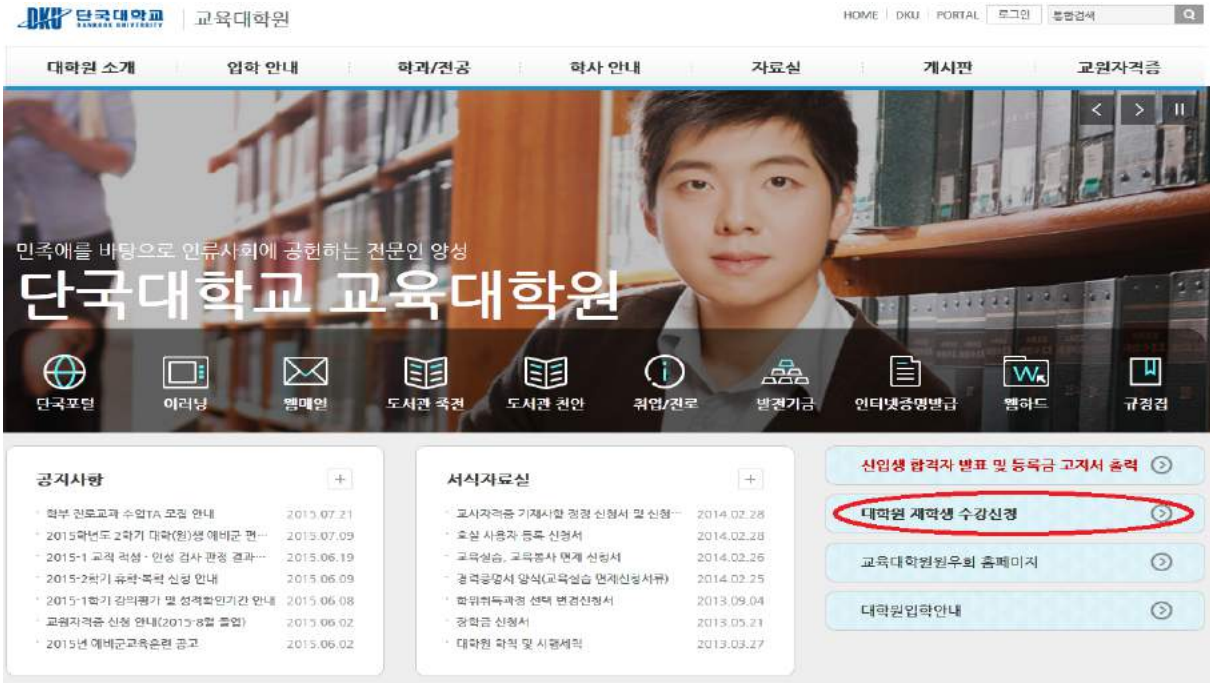 DKU 단국대학교 교육대학원
DANKOOK UNIVERSITY
HOME DKU PORTAL 로그인 통합검색
대학원 소개 입학 안내 학과/전공 학사 안내 자료실 게시판 교원자격증
민족애를 바탕으로 인류사회에 공헌하는 전문인 양성
단국대학교 교육대학원
단국포털 이러닝 웹메일 도서관 죽전 도서관 천안 취업/진로 발전기금 인터넷증명발급 웹하드 규정집
공지사항
학부 진로교과 수업TA 모집 안내 2015.07.21
2015학년도 2학기 대학(원)생 예비군 편… 2015.07.09
2015-1 교직 적성·인성 검사 판정 결과… 2015.06.19
2015-2학기 휴학·복학 신청 안내 2015.06.09
2015-1학기 강의평가 및 성적확인기간 안내 2015.06.08
교원자격증 신청 안내(2015-8월 졸업) 2015.06.02
2015년 예비군교육훈련 공고 2015.06.02
서식자료실
교사자격증 기재사항 정정 신청서 및 신청… 2014.02.28
호실 사용자 등록 신청서 2014.02.28
교육실습, 교육봉사 면제 신청서 2014.02.26
경력증명서 양식(교육실습 면제신청서류) 2014.02.25
학위취득과정 선택 변경신청서 2013.09.04
장학금 신청서 2013.05.21
대학원 학칙 및 시행세칙 2013.03.27
신입생 합격자 발표 및 등록금 고지서 출력
대학원 재학생 수강신청
교육대학원원우회 홈페이지
대학원입학안내